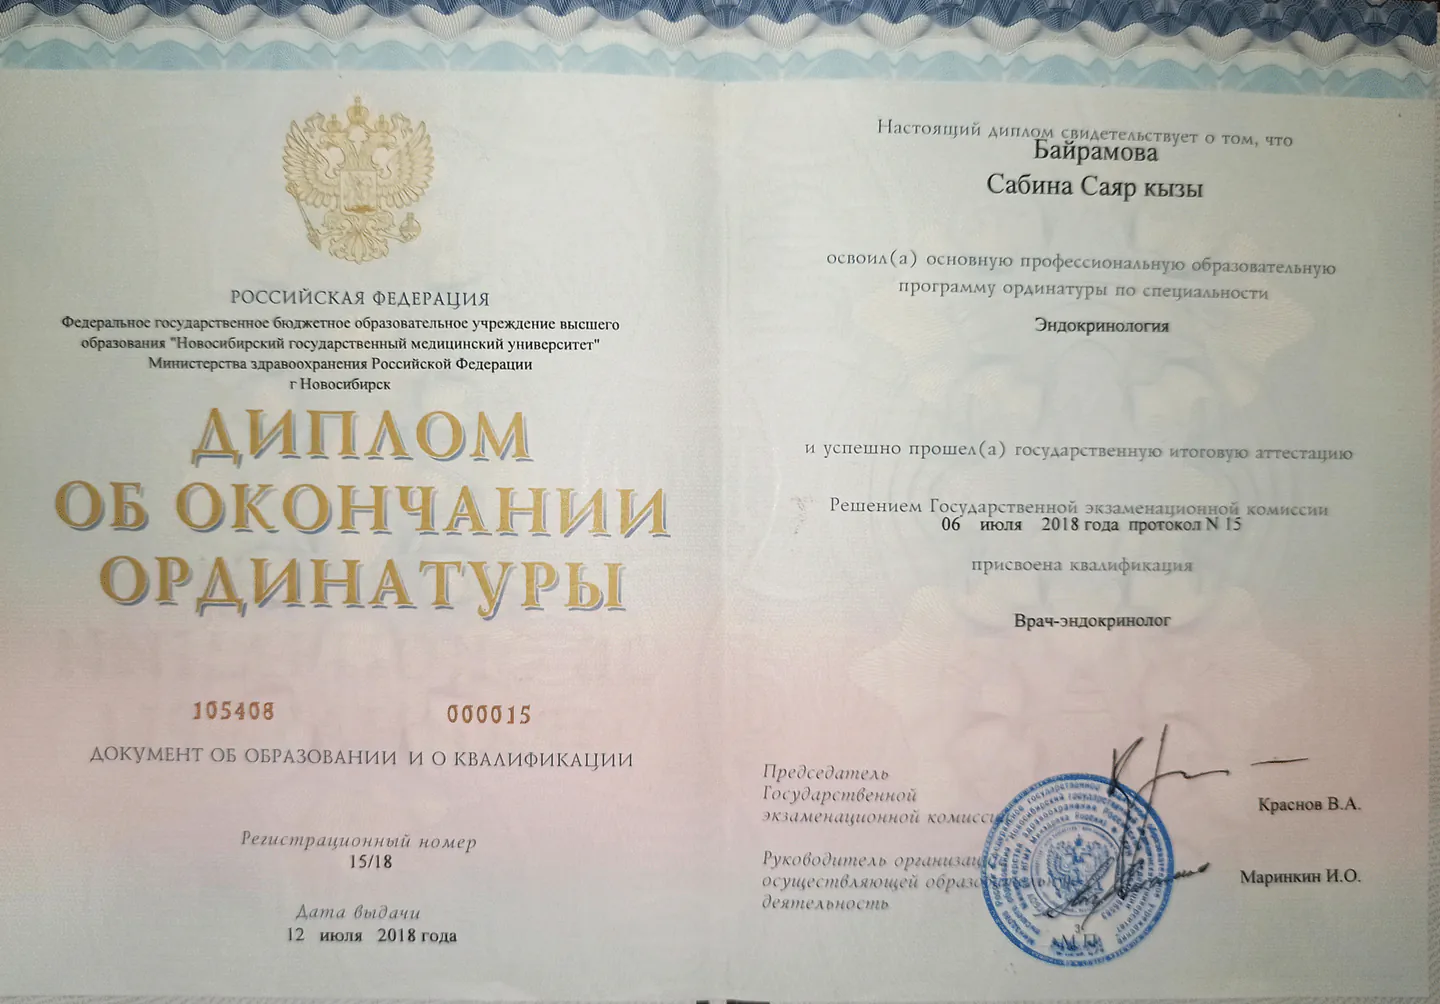 РОССИЙСКАЯ ФЕДЕРАЦИЯ
Федеральное государственное бюджетное образовательное учреждение высшего
образования "Новосибирский государственный медицинский университет"
Министерства здравоохранения Российской Федерации
г Новосибирск
ДИПЛОМ
ОБ ОКОНЧАНИИ
ОРДИНАТУРЫ
105408 000015
ДОКУМЕНТ ОБ ОБРАЗОВАНИИ И О КВАЛИФИКАЦИИ
Регистрационный номер
15/18
Дата выдачи
12 июля 2018 года
Настоящий диплом свидетельствует о том, что
Байрамова
Сабина Саяр кызы
освоил(а) основную профессиональную образовательную
программу ординатуры по специальности
Эндокринология
и успешно прошел(а) государственную итоговую аттестацию
Решением Государственной экзаменационной комиссии
06 июля 2018 года протокол N 15
присвоена квалификация
Врач-эндокринолог
Председатель
Государственной
экзаменационной комиссии
Краснов В.А.
Руководитель организации,
осуществляющей образовательную
деятельность
Маринкин И.О.
М.П.